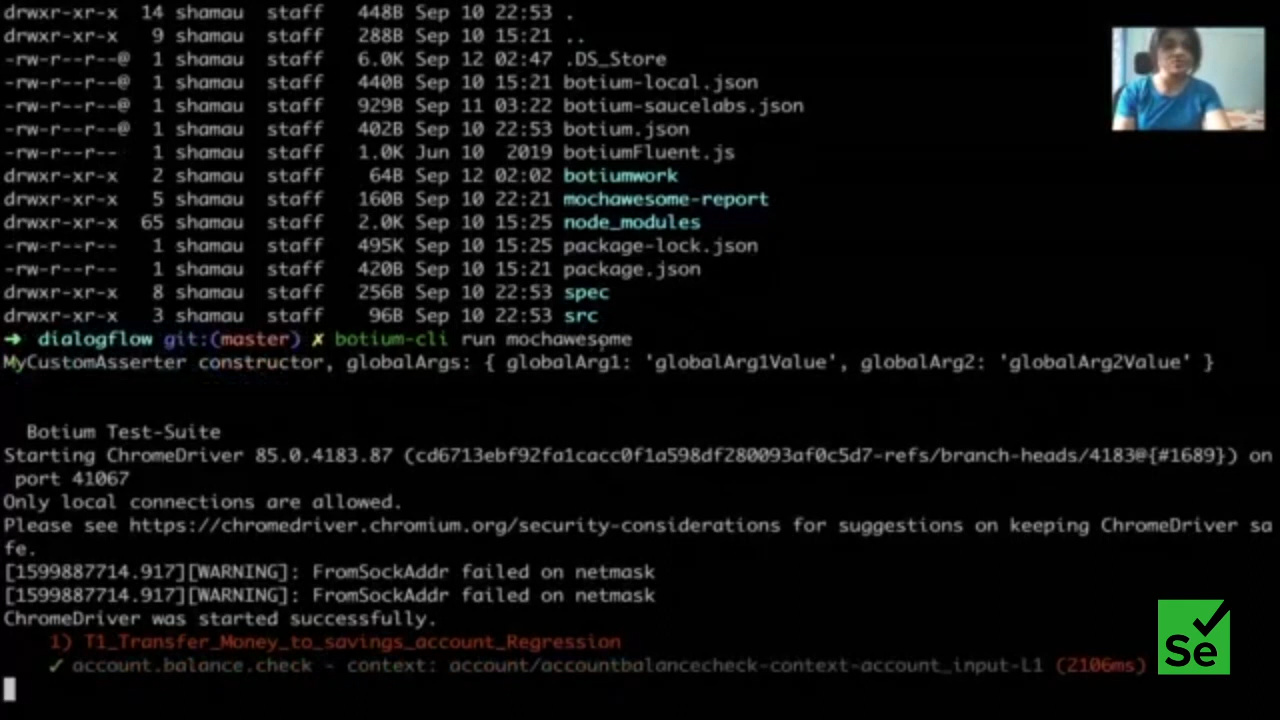 drwxr-xr-x 14 shamau staff 448B Sep 10 22:53 .
drwxr-xr-x 9 shamau staff 288B Sep 10 15:21 ..
-rw-r--r--@ 1 shamau staff 6.0K Sep 12 02:47 .DS_Store
-rw-r--r--@ 1 shamau staff 440B Sep 10 15:21 botium-local.json
-rw-r--r--@ 1 shamau staff 929B Sep 11 03:22 botium-saucelabs.json
-rw-r--r--@ 1 shamau staff 402B Sep 10 22:53 botium.json
-rw-r--r-- 1 shamau staff 1.0K Jun 10 2019 botiumFluent.js
drwxr-xr-x 2 shamau staff 64B Sep 12 02:02 botiumwork
drwxr-xr-x 5 shamau staff 160B Sep 10 22:21 mochawesome-report
drwxr-xr-x 65 shamau staff 2.0K Sep 10 15:25 node_modules
-rw-r--r-- 1 shamau staff 495K Sep 10 15:25 package-lock.json
-rw-r--r-- 1 shamau staff 420B Sep 10 15:21 package.json
drwxr-xr-x 8 shamau staff 256B Sep 10 22:53 spec
drwxr-xr-x 3 shamau staff 96B Sep 10 22:53 src
➜ dialogflow git:(master) ✗ botium-cli run mochawesome
MyCustomAsserter constructor, globalArgs: { globalArg1: 'globalArg1Value', globalArg2: 'globalArg2Value' }
Botium Test-Suite
Starting ChromeDriver 85.0.4183.87 (cd6713ebf92fa1cacc0f1a598df280093af0c5d7-refs/branch-heads/4183@{#1689}) on
port 41067
Only local connections are allowed.
Please see https://chromedriver.chromium.org/security-considerations for suggestions on keeping ChromeDriver sa
fe.
[1599887714.917][WARNING]: FromSockAddr failed on netmask
[1599887714.917][WARNING]: FromSockAddr failed on netmask
ChromeDriver was started successfully.
1) T1_Transfer_Money_to_savings_account_Regression
✓ account.balance.check - context: account/accountbalancecheck-context-account_input-L1 (2106ms)
Se